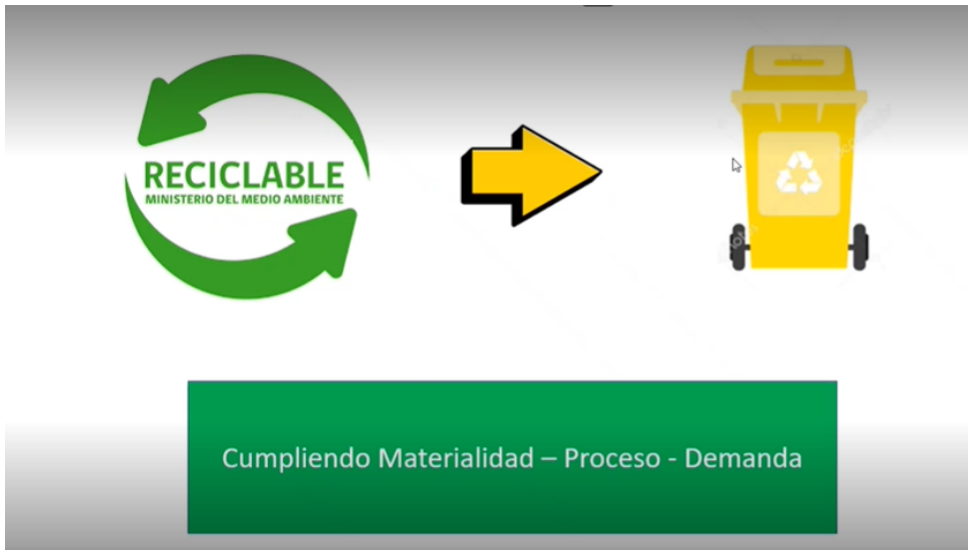 RECICLABLE
MINISTERIO DEL MEDIO AMBIENTE
Cumpliendo Materialidad – Proceso - Demanda